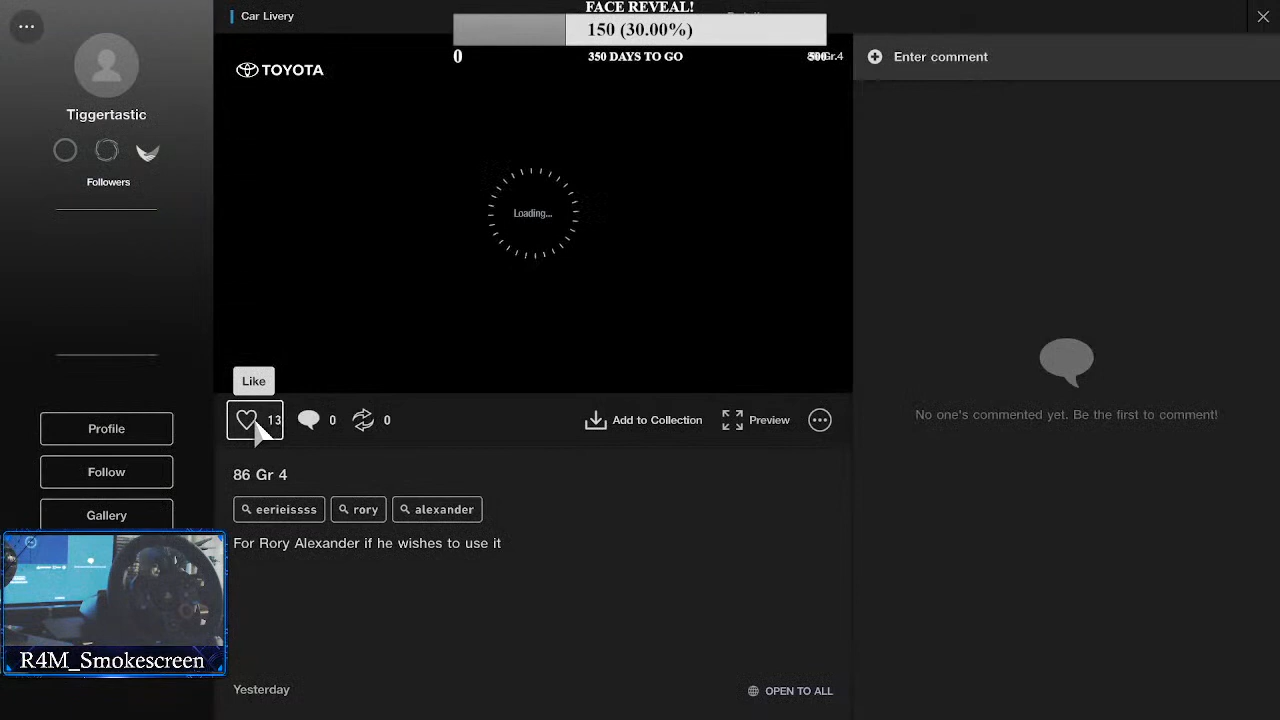 Car Livery
FACE REVEAL!
150 (30.00%)
0
350 DAYS TO GO
500
TOYOTA
Enter comment
Tiggertastic
Followers
Loading...
Like
13
0
0
Add to Collection
Preview
No one's commented yet. Be the first to comment!
Profile
Follow
Gallery
86 Gr 4
eerieissss
rory
alexander
For Rory Alexander if he wishes to use it
R4M_Smokescreen
Yesterday
OPEN TO ALL